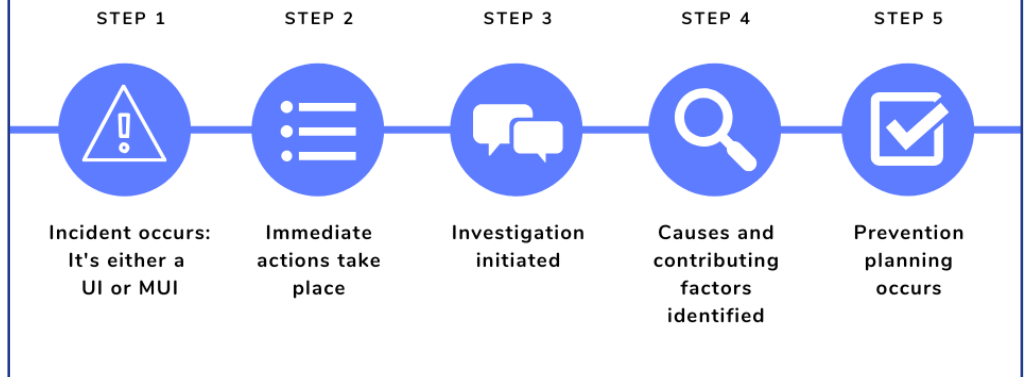 STEP 1
STEP 2
STEP 3
STEP 4
STEP 5
Incident occurs:
It's either a
UI or MUI
Immediate
actions take
place
Investigation
initiated
Causes and
contributing
factors
identified
Prevention
planning
occurs